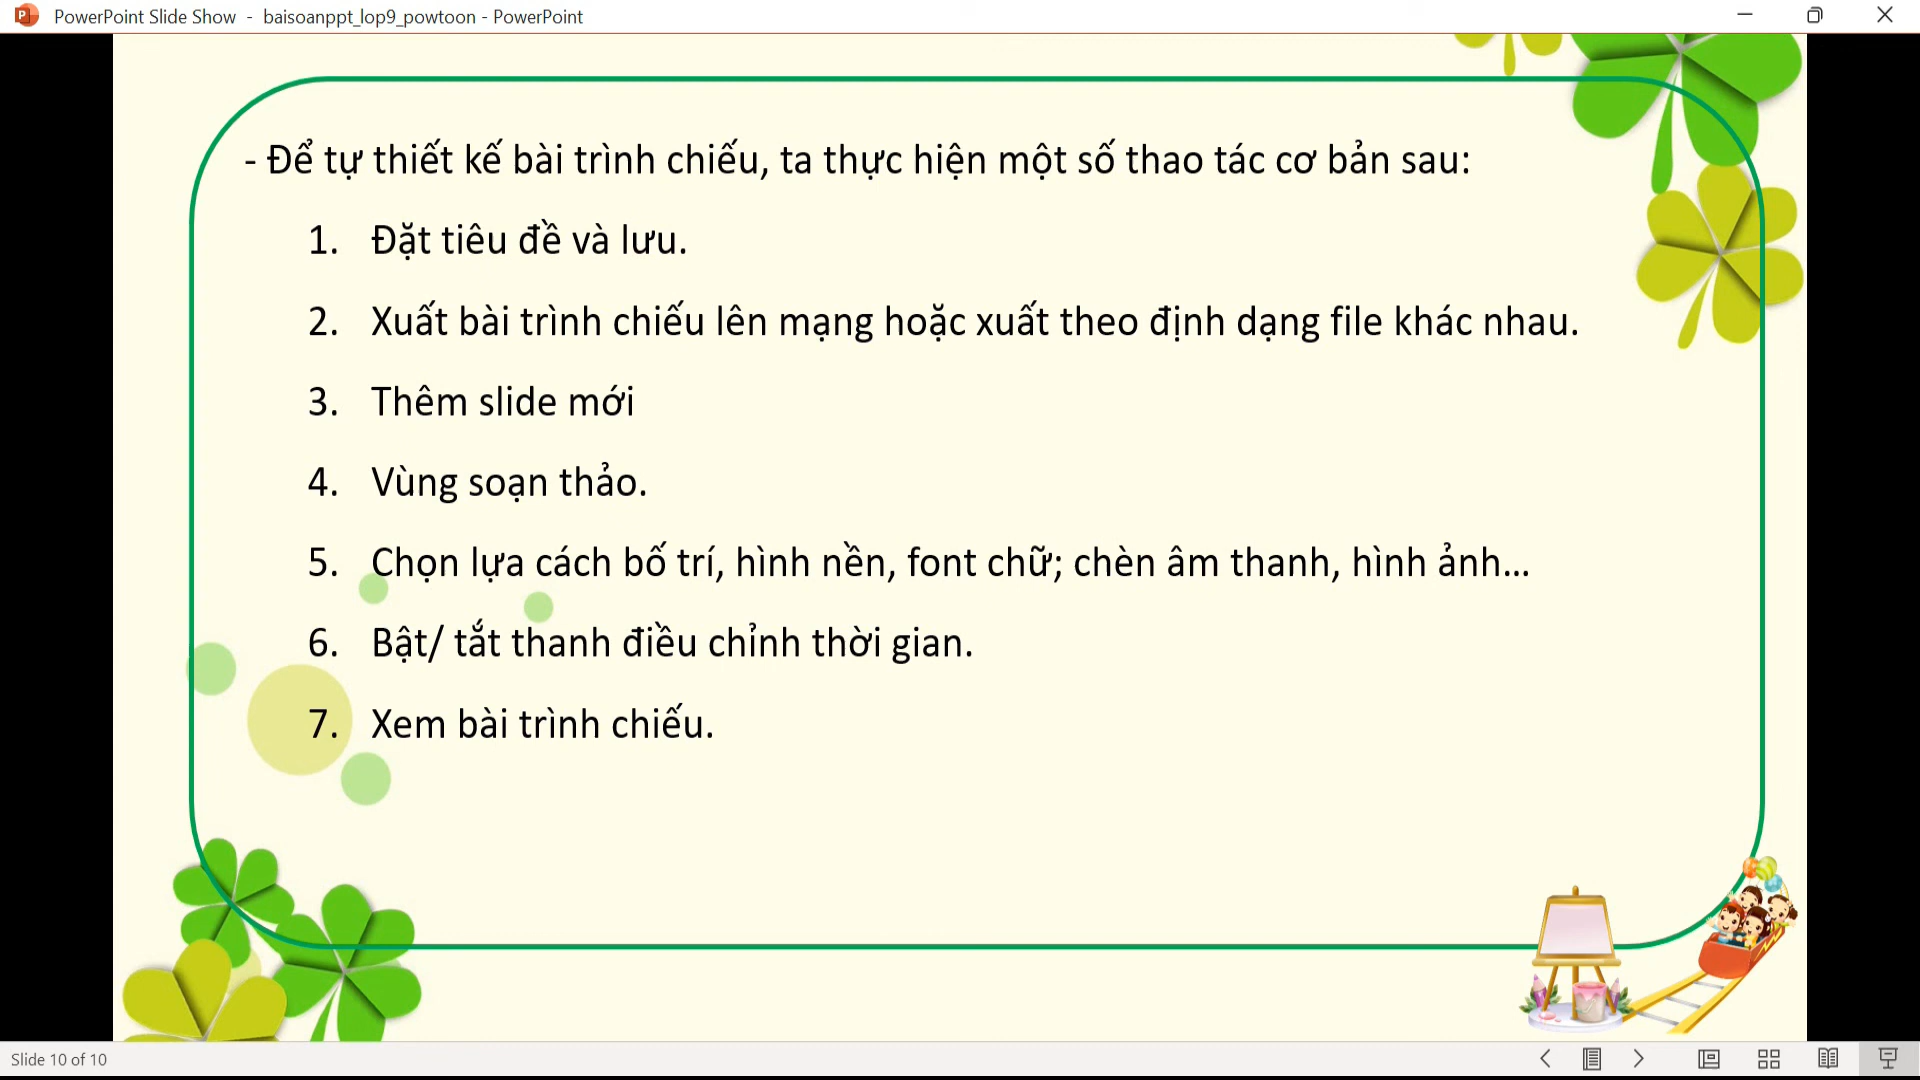 PowerPoint Slide Show - baisoanppt_lop9_powtoon - PowerPoint
- Để tự thiết kế bài trình chiếu, ta thực hiện một số thao tác cơ bản sau:
1. Đặt tiêu đề và lưu.
2. Xuất bài trình chiếu lên mạng hoặc xuất theo định dạng file khác nhau.
3. Thêm slide mới
4. Vùng soạn thảo.
5. Chọn lựa cách bố trí, hình nền, font chữ; chèn âm thanh, hình ảnh...
6. Bật/ tắt thanh điều chỉnh thời gian.
7. Xem bài trình chiếu.
Slide 10 of 10